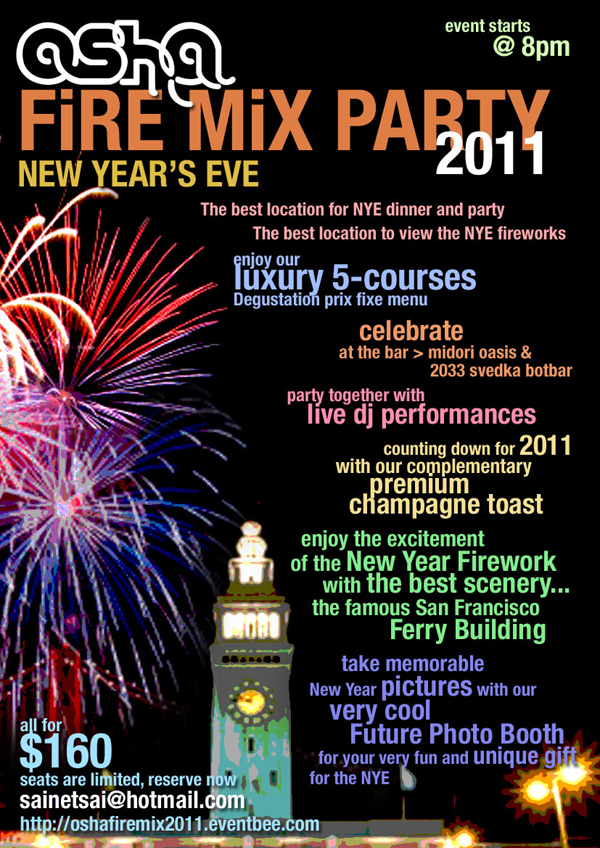 osha
event starts
@ 8pm
FiRE MiX PARTY
2011
NEW YEAR'S EVE
The best location for NYE dinner and party
The best location to view the NYE fireworks
enjoy our
luxury 5-courses
Degustation prix fixe menu
celebrate
at the bar > midori oasis &
2033 svedka botbar
party together with
live dj performances
counting down for 2011
with our complementary
premium
champagne toast
enjoy the excitement
of the New Year Firework
with the best scenery...
the famous San Francisco
Ferry Building
take memorable
New Year pictures with our
very cool
Future Photo Booth
for your very fun and unique gift
for the NYE
all for
$160
seats are limited, reserve now
sainetsai@hotmail.com
http://oshafiremix2011.eventbee.com